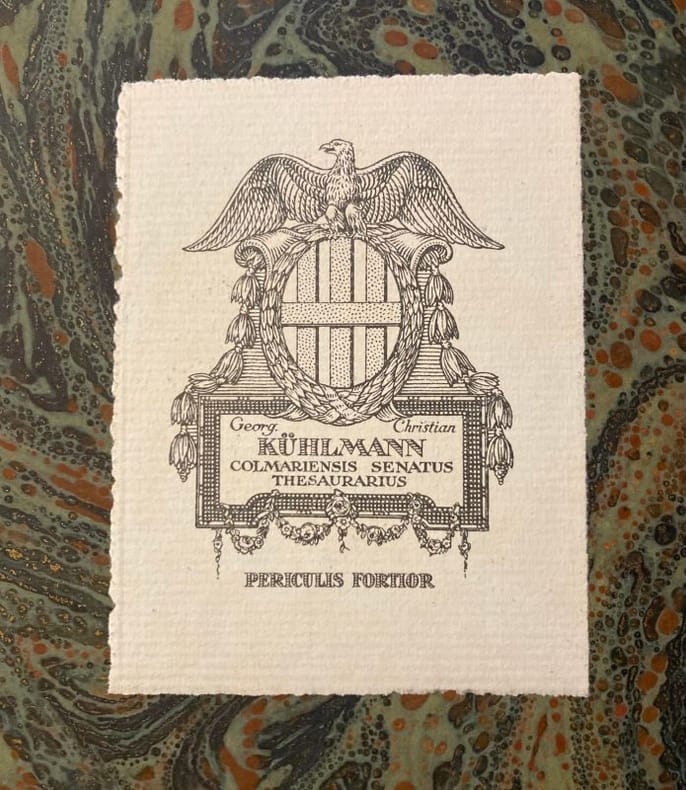 Georg. Christian
KÜHLMANN
COLMARIENSIS SENATUS
THESAURARIUS
PERICULIS FORTIOR